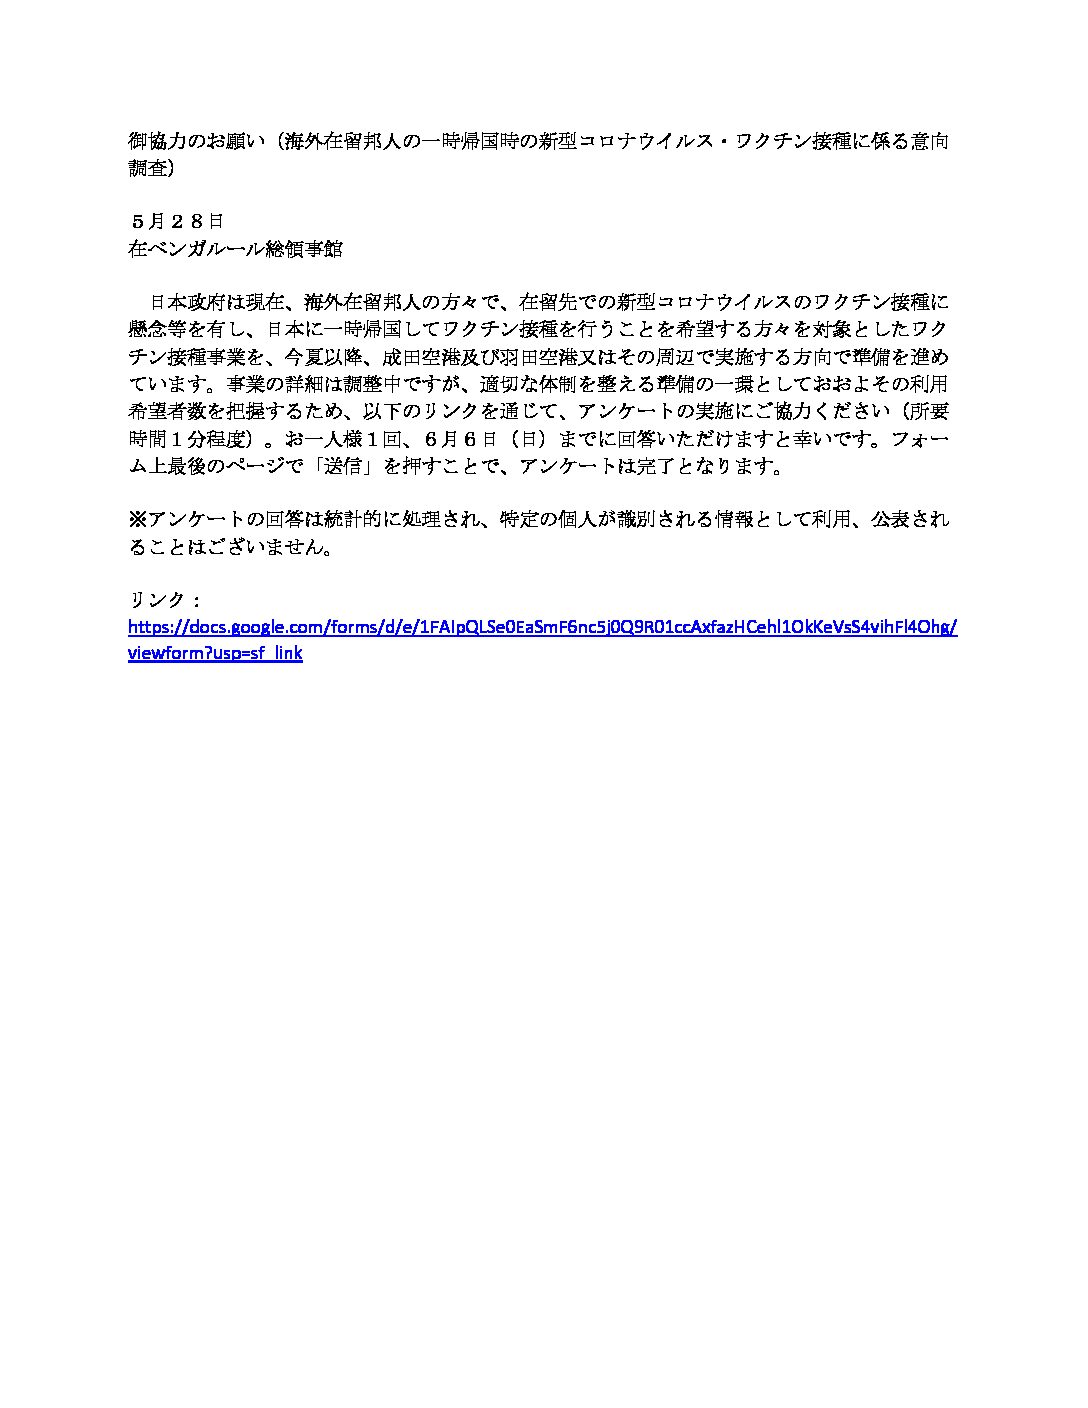 御協力のお願い（海外在留邦人の一時帰国時の新型コロナウイルス・ワクチン接種に係る意向
調査）
５月２８日
在ベンガルール総領事館
　日本政府は現在、海外在留邦人の方々で、在留先での新型コロナウイルスのワクチン接種に
懸念等を有し、日本に一時帰国してワクチン接種を行うことを希望する方々を対象としたワク
チン接種事業を、今夏以降、成田空港及び羽田空港又はその周辺で実施する方向で準備を進め
ています。事業の詳細は調整中ですが、適切な体制を整える準備の一環としておおよその利用
希望者数を把握するため、以下のリンクを通じて、アンケートの実施にご協力ください（所要
時間１分程度）。お一人様１回、６月６日（日）までに回答いただけますと幸いです。フォー
ム上最後のページで「送信」を押すことで、アンケートは完了となります。
※アンケートの回答は統計的に処理され、特定の個人が識別される情報として利用、公表され
ることはございません。
リンク：
https://docs.google.com/forms/d/e/1FAIpQLSe0EaSmF6nc5j0Q9R01ccAxfazHCehl1OkKeVsS4vihFl4Ohg/
viewform?usp=sf_link